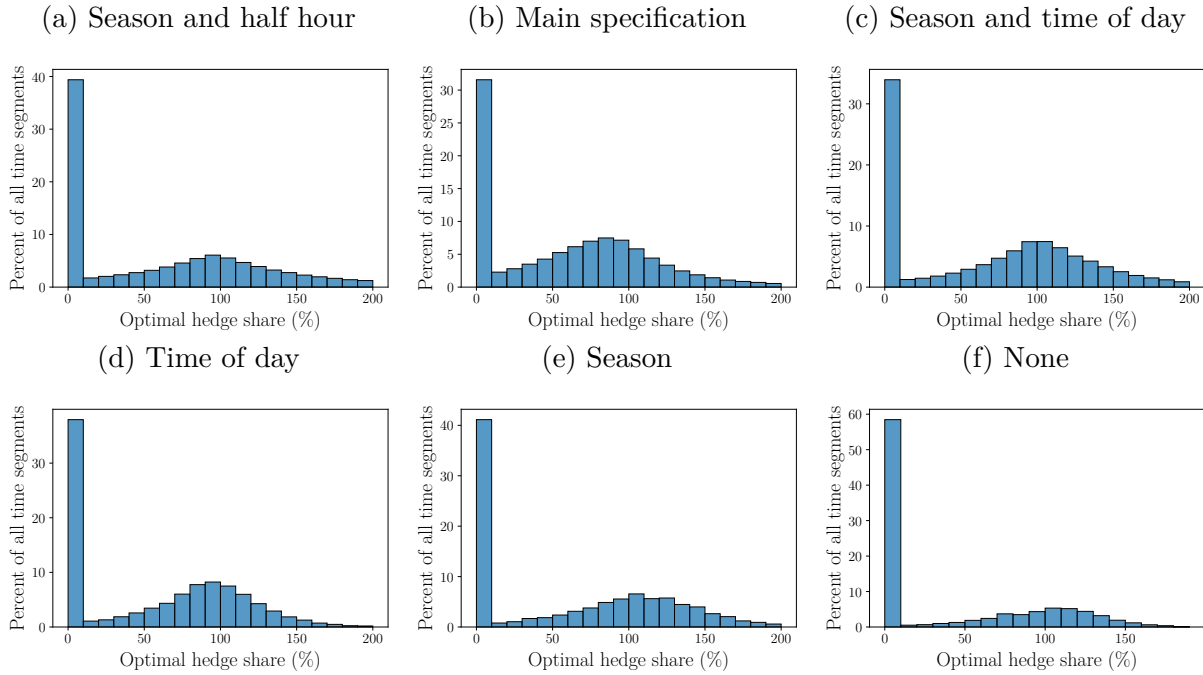 (a) Season and half hour
Percent of all time segments
40
30
20
10
0
0 50 100 150 200
Optimal hedge share (%)
(b) Main specification
Percent of all time segments
30
25
20
15
10
5
0
0 50 100 150 200
Optimal hedge share (%)
(c) Season and time of day
Percent of all time segments
30
20
10
0
0 50 100 150 200
Optimal hedge share (%)
(d) Time of day
Percent of all time segments
30
20
10
0
0 50 100 150 200
Optimal hedge share (%)
(e) Season
Percent of all time segments
40
30
20
10
0
0 50 100 150 200
Optimal hedge share (%)
(f) None
Percent of all time segments
60
50
40
30
20
10
0
0 50 100 150
Optimal hedge share (%)